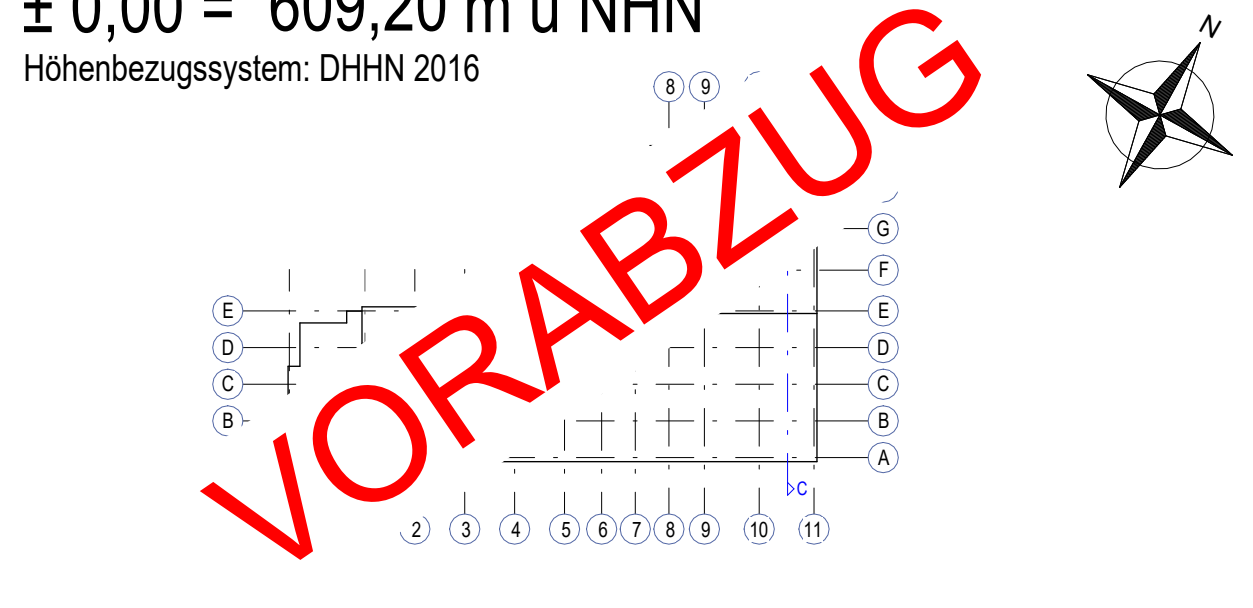 ± 0,00 = 609,20 m ü NHN
Höhenbezugssystem: DHHN 2016
N
8 9
VORABZUG
G
F
E E
D D
C C
B B
A
C
2 3 4 5 6 7 8 9 10 11